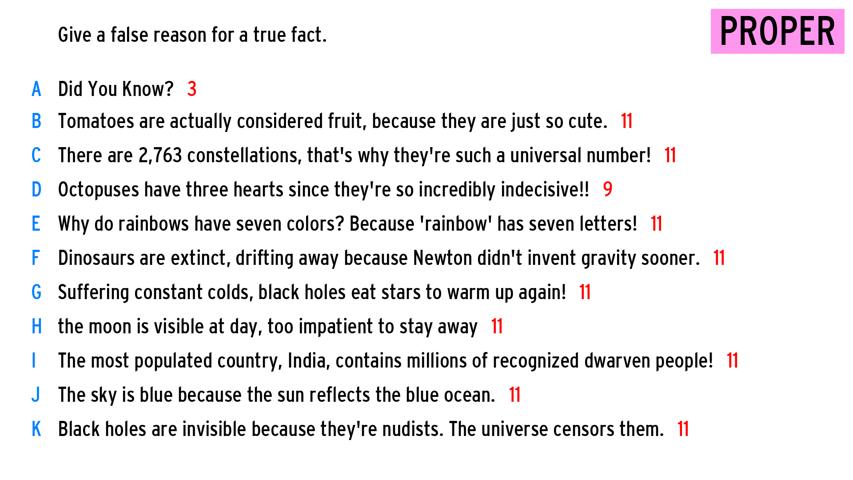 Give a false reason for a true fact.
PROPER
A Did You Know? 3
B Tomatoes are actually considered fruit, because they are just so cute. 11
C There are 2,763 constellations, that's why they're such a universal number! 11
D Octopuses have three hearts since they're so incredibly indecisive!! 9
E Why do rainbows have seven colors? Because 'rainbow' has seven letters! 11
F Dinosaurs are extinct, drifting away because Newton didn't invent gravity sooner. 11
G Suffering constant colds, black holes eat stars to warm up again! 11
H the moon is visible at day, too impatient to stay away 11
I The most populated country, India, contains millions of recognized dwarven people! 11
J The sky is blue because the sun reflects the blue ocean. 11
K Black holes are invisible because they're nudists. The universe censors them. 11